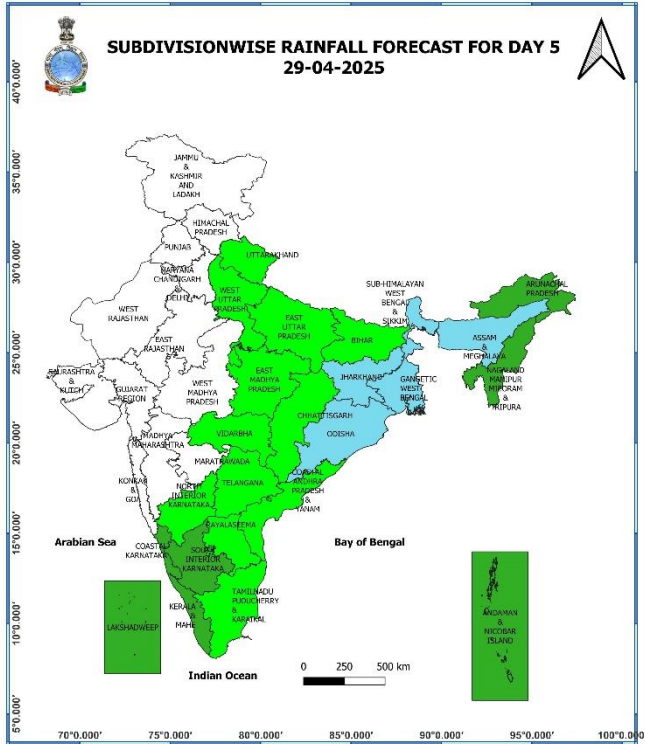 SUBDIVISIONWISE RAINFALL FORECAST FOR DAY 5
29-04-2025
40°0.000'
35°0.000'
30°0.000'
25°0.000'
20°0.000'
15°0.000'
10°0.000'
5°0.000'
JAMMU
&
KASHMIR
AND
LADAKH
HIMACHAL
PRADESH
PUNJAB
UTTARAKHAND
HARYANA
CHANDIGARH
&
DELHI
WEST
UTTAR
PRADESH
WEST
RAJASTHAN
EAST
RAJASTHAN
EAST
UTTAR
PRADESH
SUB-HIMALAYAN
WEST
BENGAL
&
SIKKIM
ARUNACHAL
PRADESH
BIHAR
ASSAM
&
MEGHALAYA
NAGALAND
MANIPUR
MIZORAM
&
TRIPURA
SAURASHTRA
&
KUTCH
GUJARAT
REGION
WEST
MADHYA
PRADESH
EAST
MADHYA
PRADESH
JHARKHAND
GANGETIC
WEST
BENGAL
CHHATTISGARH
ODISHA
VIDARBHA
MADHYA
MAHARASHTRA
MARATHWADA
KONKAN
&
GOA
TELANGANA
COASTAL
ANDHRA
PRADESH
&
YANAM
NORTH
INTERIOR
KARNATAKA
RAYALASEEMA
Arabian Sea
Bay of Bengal
COASTAL
KARNATAKA
SOUTH
INTERIOR
KARNATAKA
KERALA
&
MAHE
TAMILNADU
PUDUCHERRY
&
KARAIKAL
LAKSHADWEEP
ANDAMAN
&
NICOBAR
ISLAND
Indian Ocean
0 250 500 km
70°0.000' 75°0.000' 80°0.000' 85°0.000' 90°0.000' 95°0.000' 100°0.000'